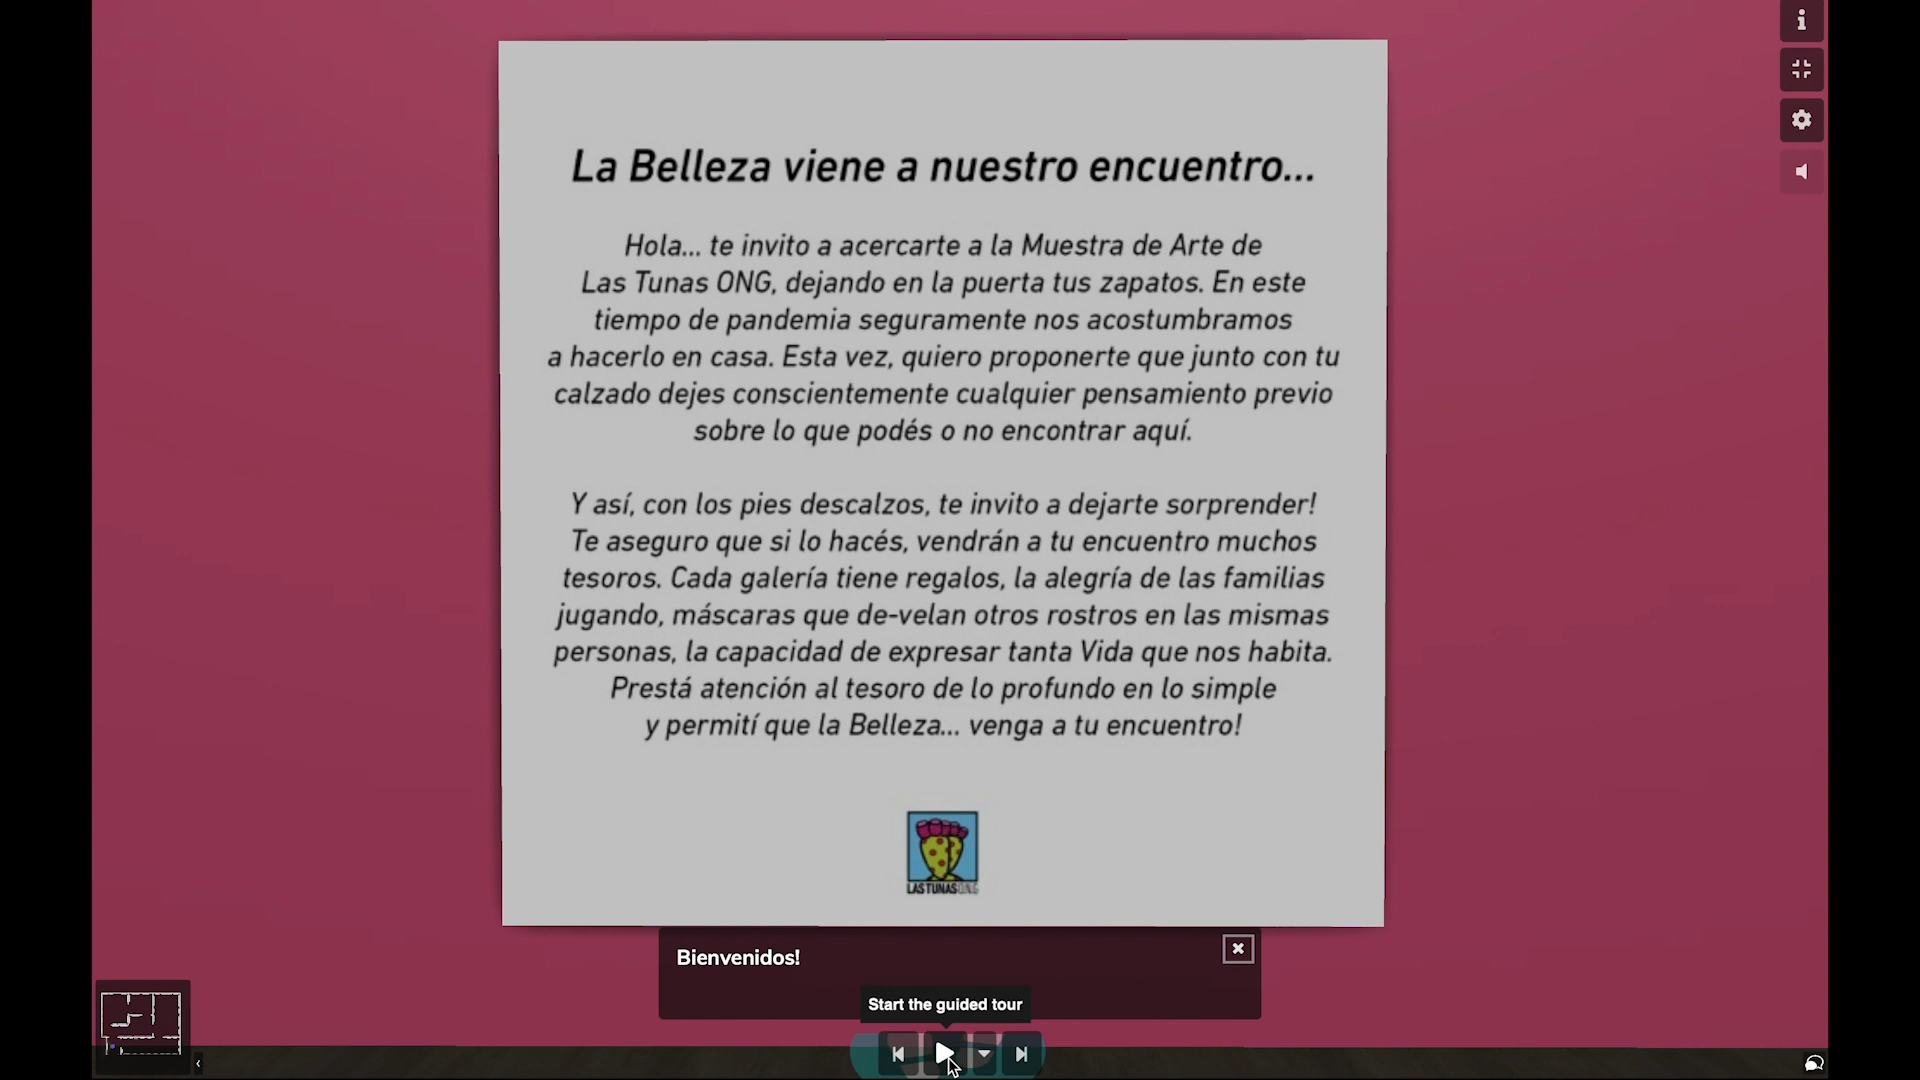 La Belleza viene a nuestro encuentro...
Hola... te invito a acercarte a la Muestra de Arte de
Las Tunas ONG, dejando en la puerta tus zapatos. En este
tiempo de pandemia seguramente nos acostumbramos
a hacerlo en casa. Esta vez, quiero proponerte que junto con tu
calzado dejes conscientemente cualquier pensamiento previo
sobre lo que podés o no encontrar aquí.
Y así, con los pies descalzos, te invito a dejarte sorprender!
Te aseguro que si lo hacés, vendrán a tu encuentro muchos
tesoros. Cada galería tiene regalos, la alegría de las familias
jugando, máscaras que de-velan otros rostros en las mismas
personas, la capacidad de expresar tanta Vida que nos habita.
Prestá atención al tesoro de lo profundo en lo simple
y permití que la Belleza... venga a tu encuentro!
LASTUNASONG
Bienvenidos!
Start the guided tour